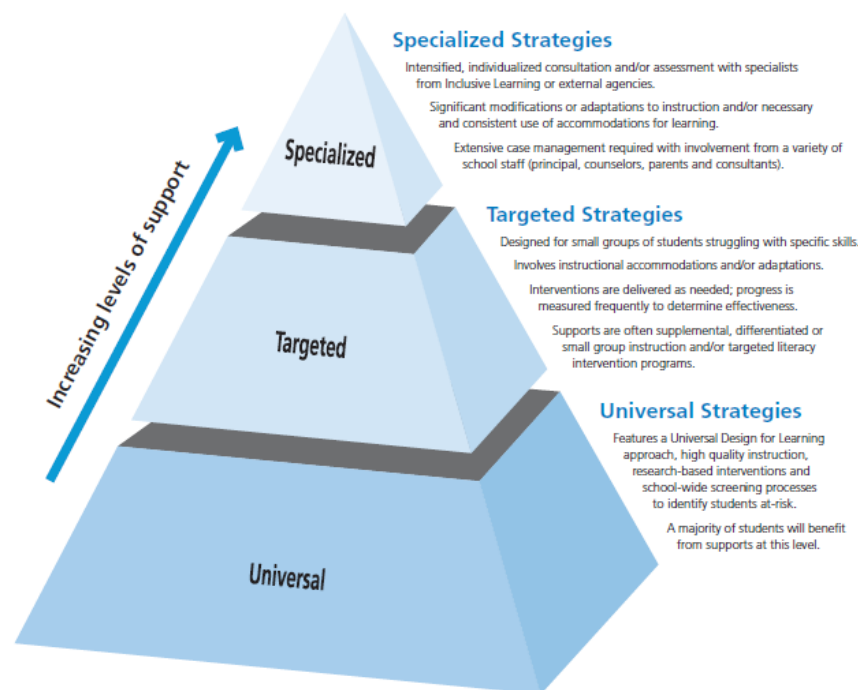 Specialized Strategies
Intensified, individualized consultation and/or assessment with specialists
from Inclusive Learning or external agencies.
Significant modifications or adaptations to instruction and/or necessary
and consistent use of accommodations for learning.
Extensive case management required with involvement from a variety of
school staff (principal, counselors, parents and consultants).
Specialized
Increasing levels of support
Targeted Strategies
Designed for small groups of students struggling with specific skills.
Involves instructional accommodations and/or adaptations.
Interventions are delivered as needed; progress is
measured frequently to determine effectiveness.
Supports are often supplemental, differentiated or
small group instruction and/or targeted literacy
intervention programs.
Targeted
Universal Strategies
Features a Universal Design for Learning
approach, high quality instruction,
research-based interventions and
school-wide screening processes
to identify students at-risk.
A majority of students will benefit
from supports at this level.
Universal